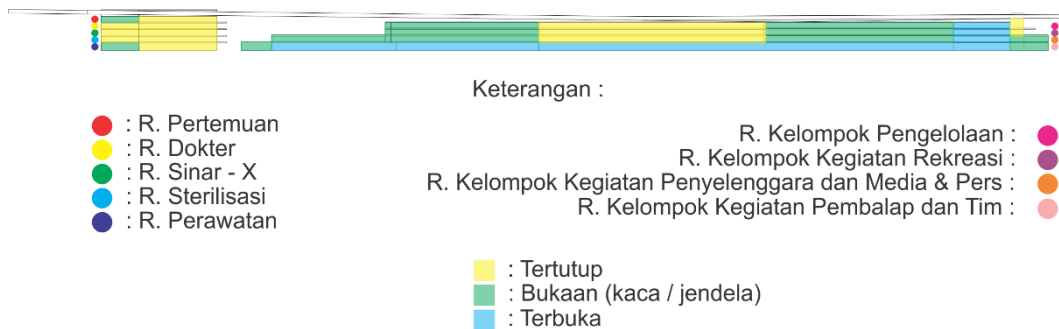 Keterangan :
: R. Pertemuan
: R. Dokter
: R. Sinar - X
: R. Sterilisasi
: R. Perawatan
R. Kelompok Pengelolaan :
R. Kelompok Kegiatan Rekreasi :
R. Kelompok Kegiatan Penyelenggara dan Media & Pers :
R. Kelompok Kegiatan Pembalap dan Tim :
: Tertutup
: Bukaan (kaca / jendela)
: Terbuka